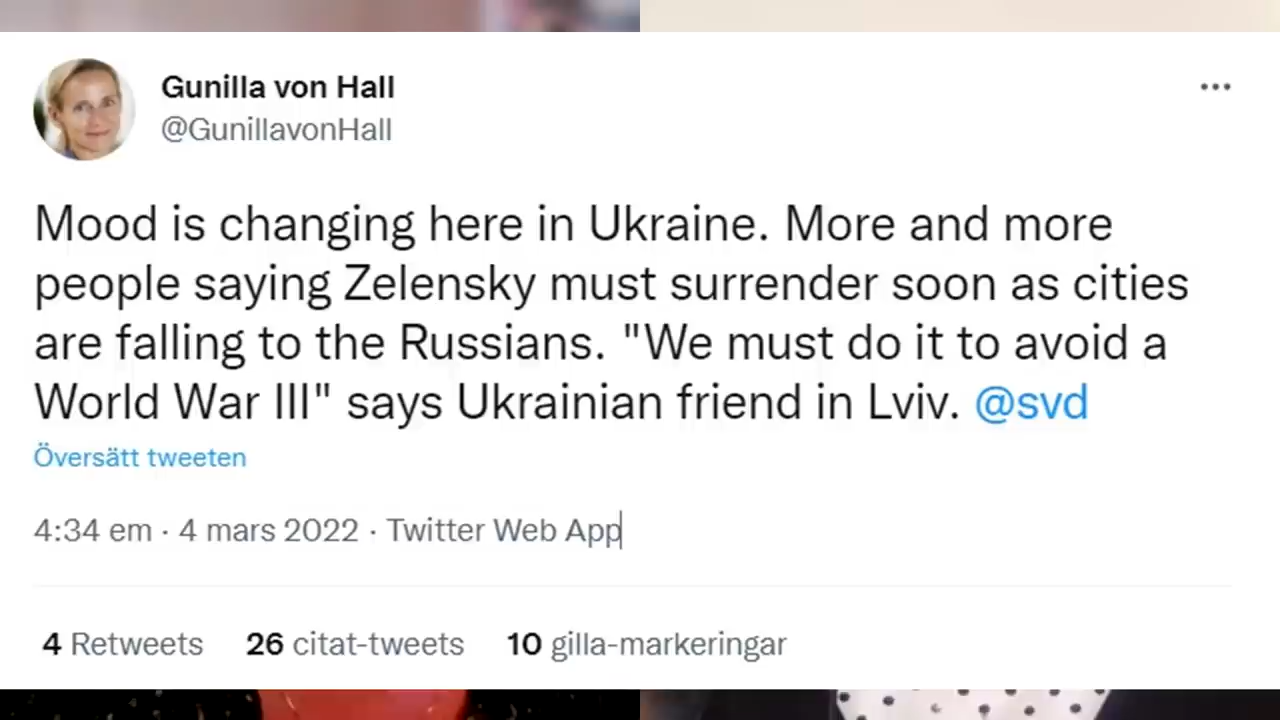 Gunilla von Hall
@GunillavonHall
Mood is changing here in Ukraine. More and more
people saying Zelensky must surrender soon as cities
are falling to the Russians. "We must do it to avoid a
World War III" says Ukrainian friend in Lviv. @svd
Översätt tweeten
4:34 em · 4 mars 2022 · Twitter Web App
4 Retweets 26 citat-tweets 10 gilla-markeringar